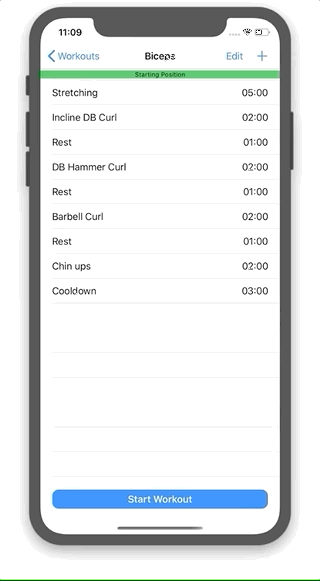 11:09
Workouts Biceps Edit +
Starting Position
Stretching 05:00
Incline DB Curl 02:00
Rest 01:00
DB Hammer Curl 02:00
Rest 01:00
Barbell Curl 02:00
Rest 01:00
Chin ups 02:00
Cooldown 03:00
Start Workout